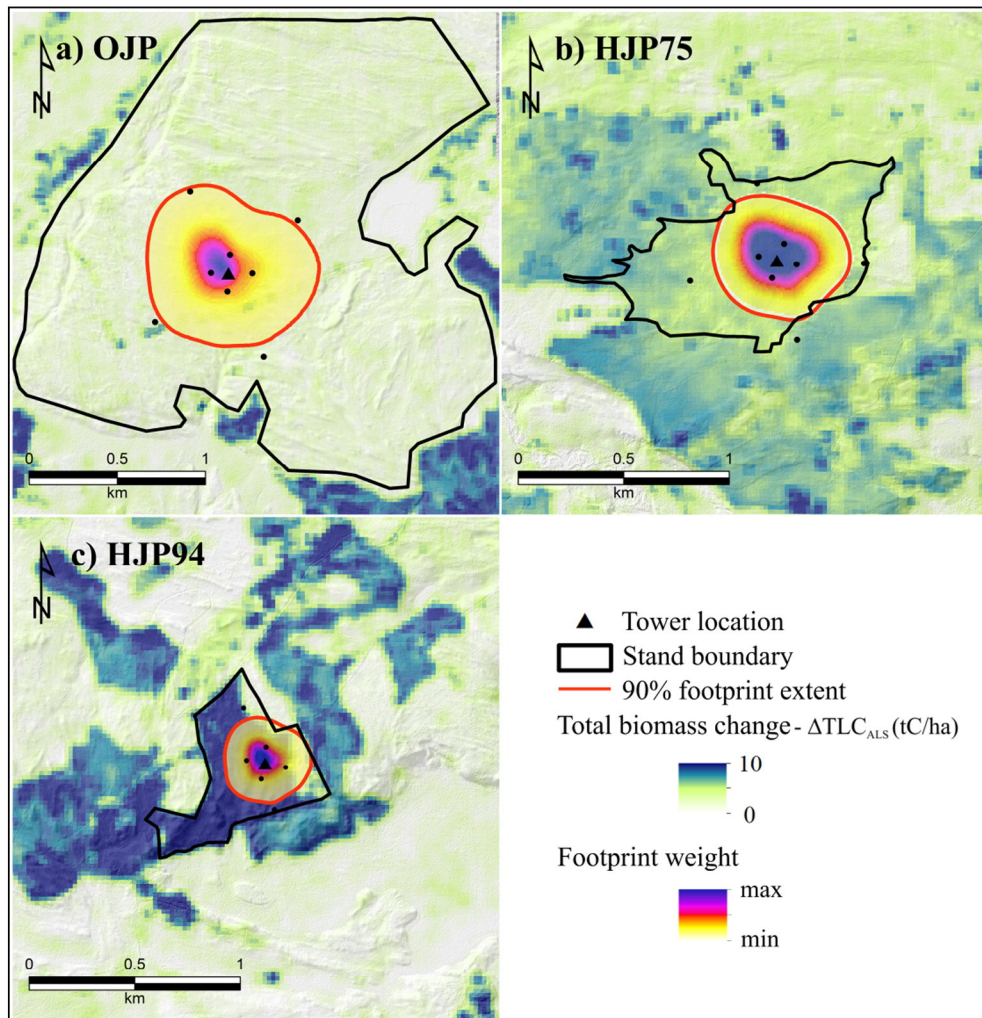 a) OJP
N
0 0.5 1
km
b) HJP75
N
0 0.5 1
km
c) HJP94
N
0 0.5 1
km
Tower location
Stand boundary
90% footprint extent
Total biomass change - ΔTLCALS (tC/ha)
10
0
Footprint weight
max
min